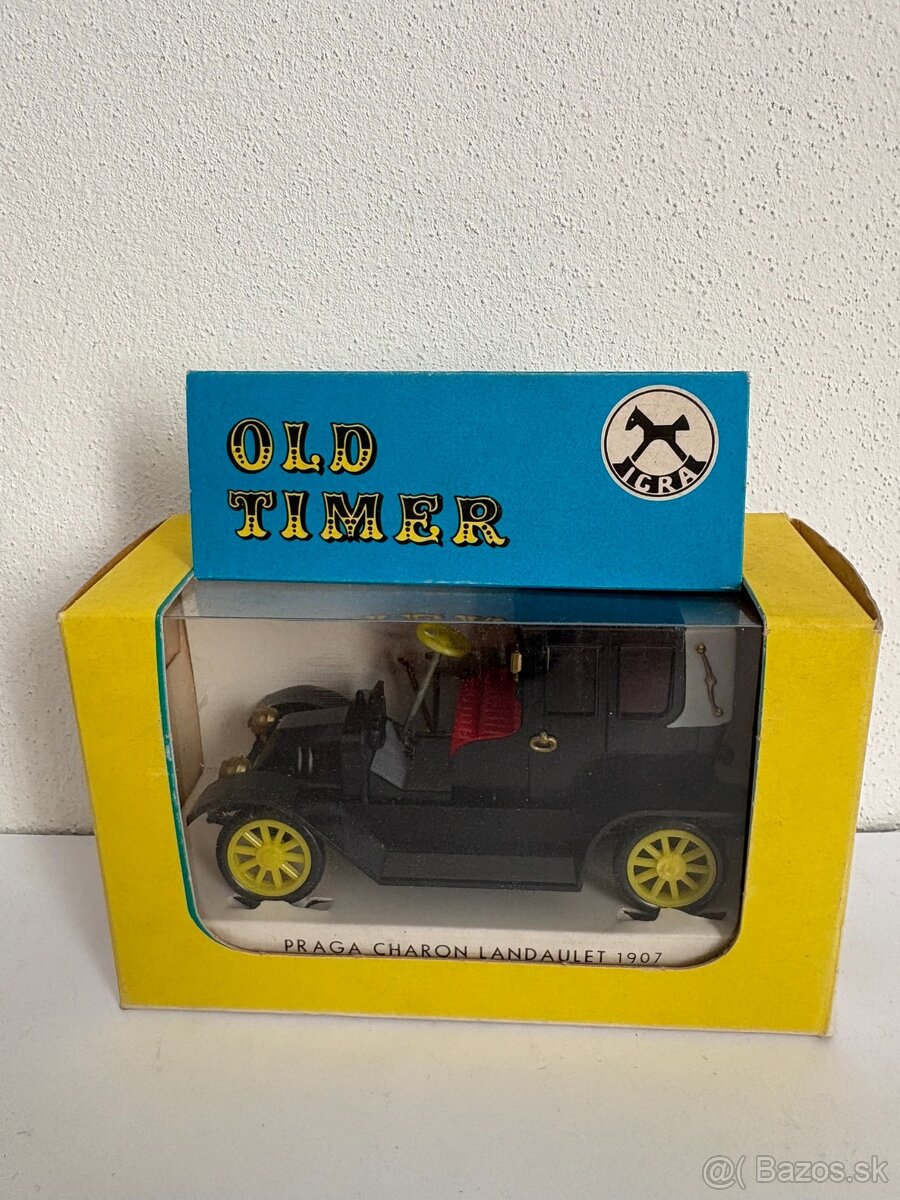 OLD
TIMER
IGRA
PRAGA CHARON LANDAULET 1907
@( Bazos.sk